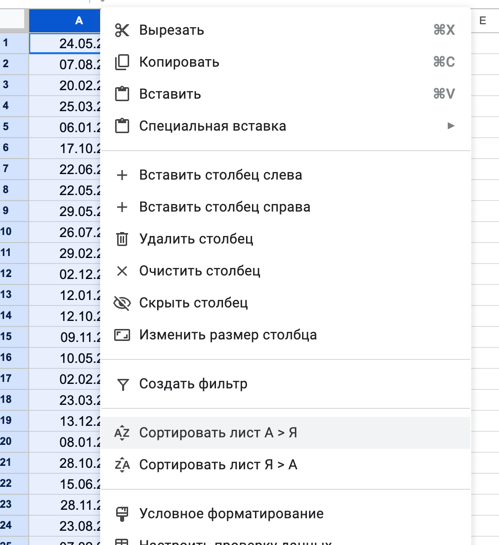 A
E
1 24.05.2
2 07.08.2
3 20.02.2
4 25.03.2
5 06.01.2
6 17.10.2
7 22.06.2
8 22.05.2
9 29.05.2
10 26.07.2
11 29.02.2
12 02.12.2
13 12.01.2
14 12.10.2
15 09.11.2
16 10.05.2
17 02.02.2
18 23.03.2
19 13.12.2
20 08.01.2
21 28.10.2
22 15.06.2
23 28.11.2
24 23.08.2
Вырезать ⌘X
Копировать ⌘C
Вставить ⌘V
Специальная вставка ►
Вставить столбец слева
Вставить столбец справа
Удалить столбец
Очистить столбец
Скрыть столбец
Изменить размер столбца
Создать фильтр
Сортировать лист А > Я
Сортировать лист Я > А
Условное форматирование
Настроить проверку данных